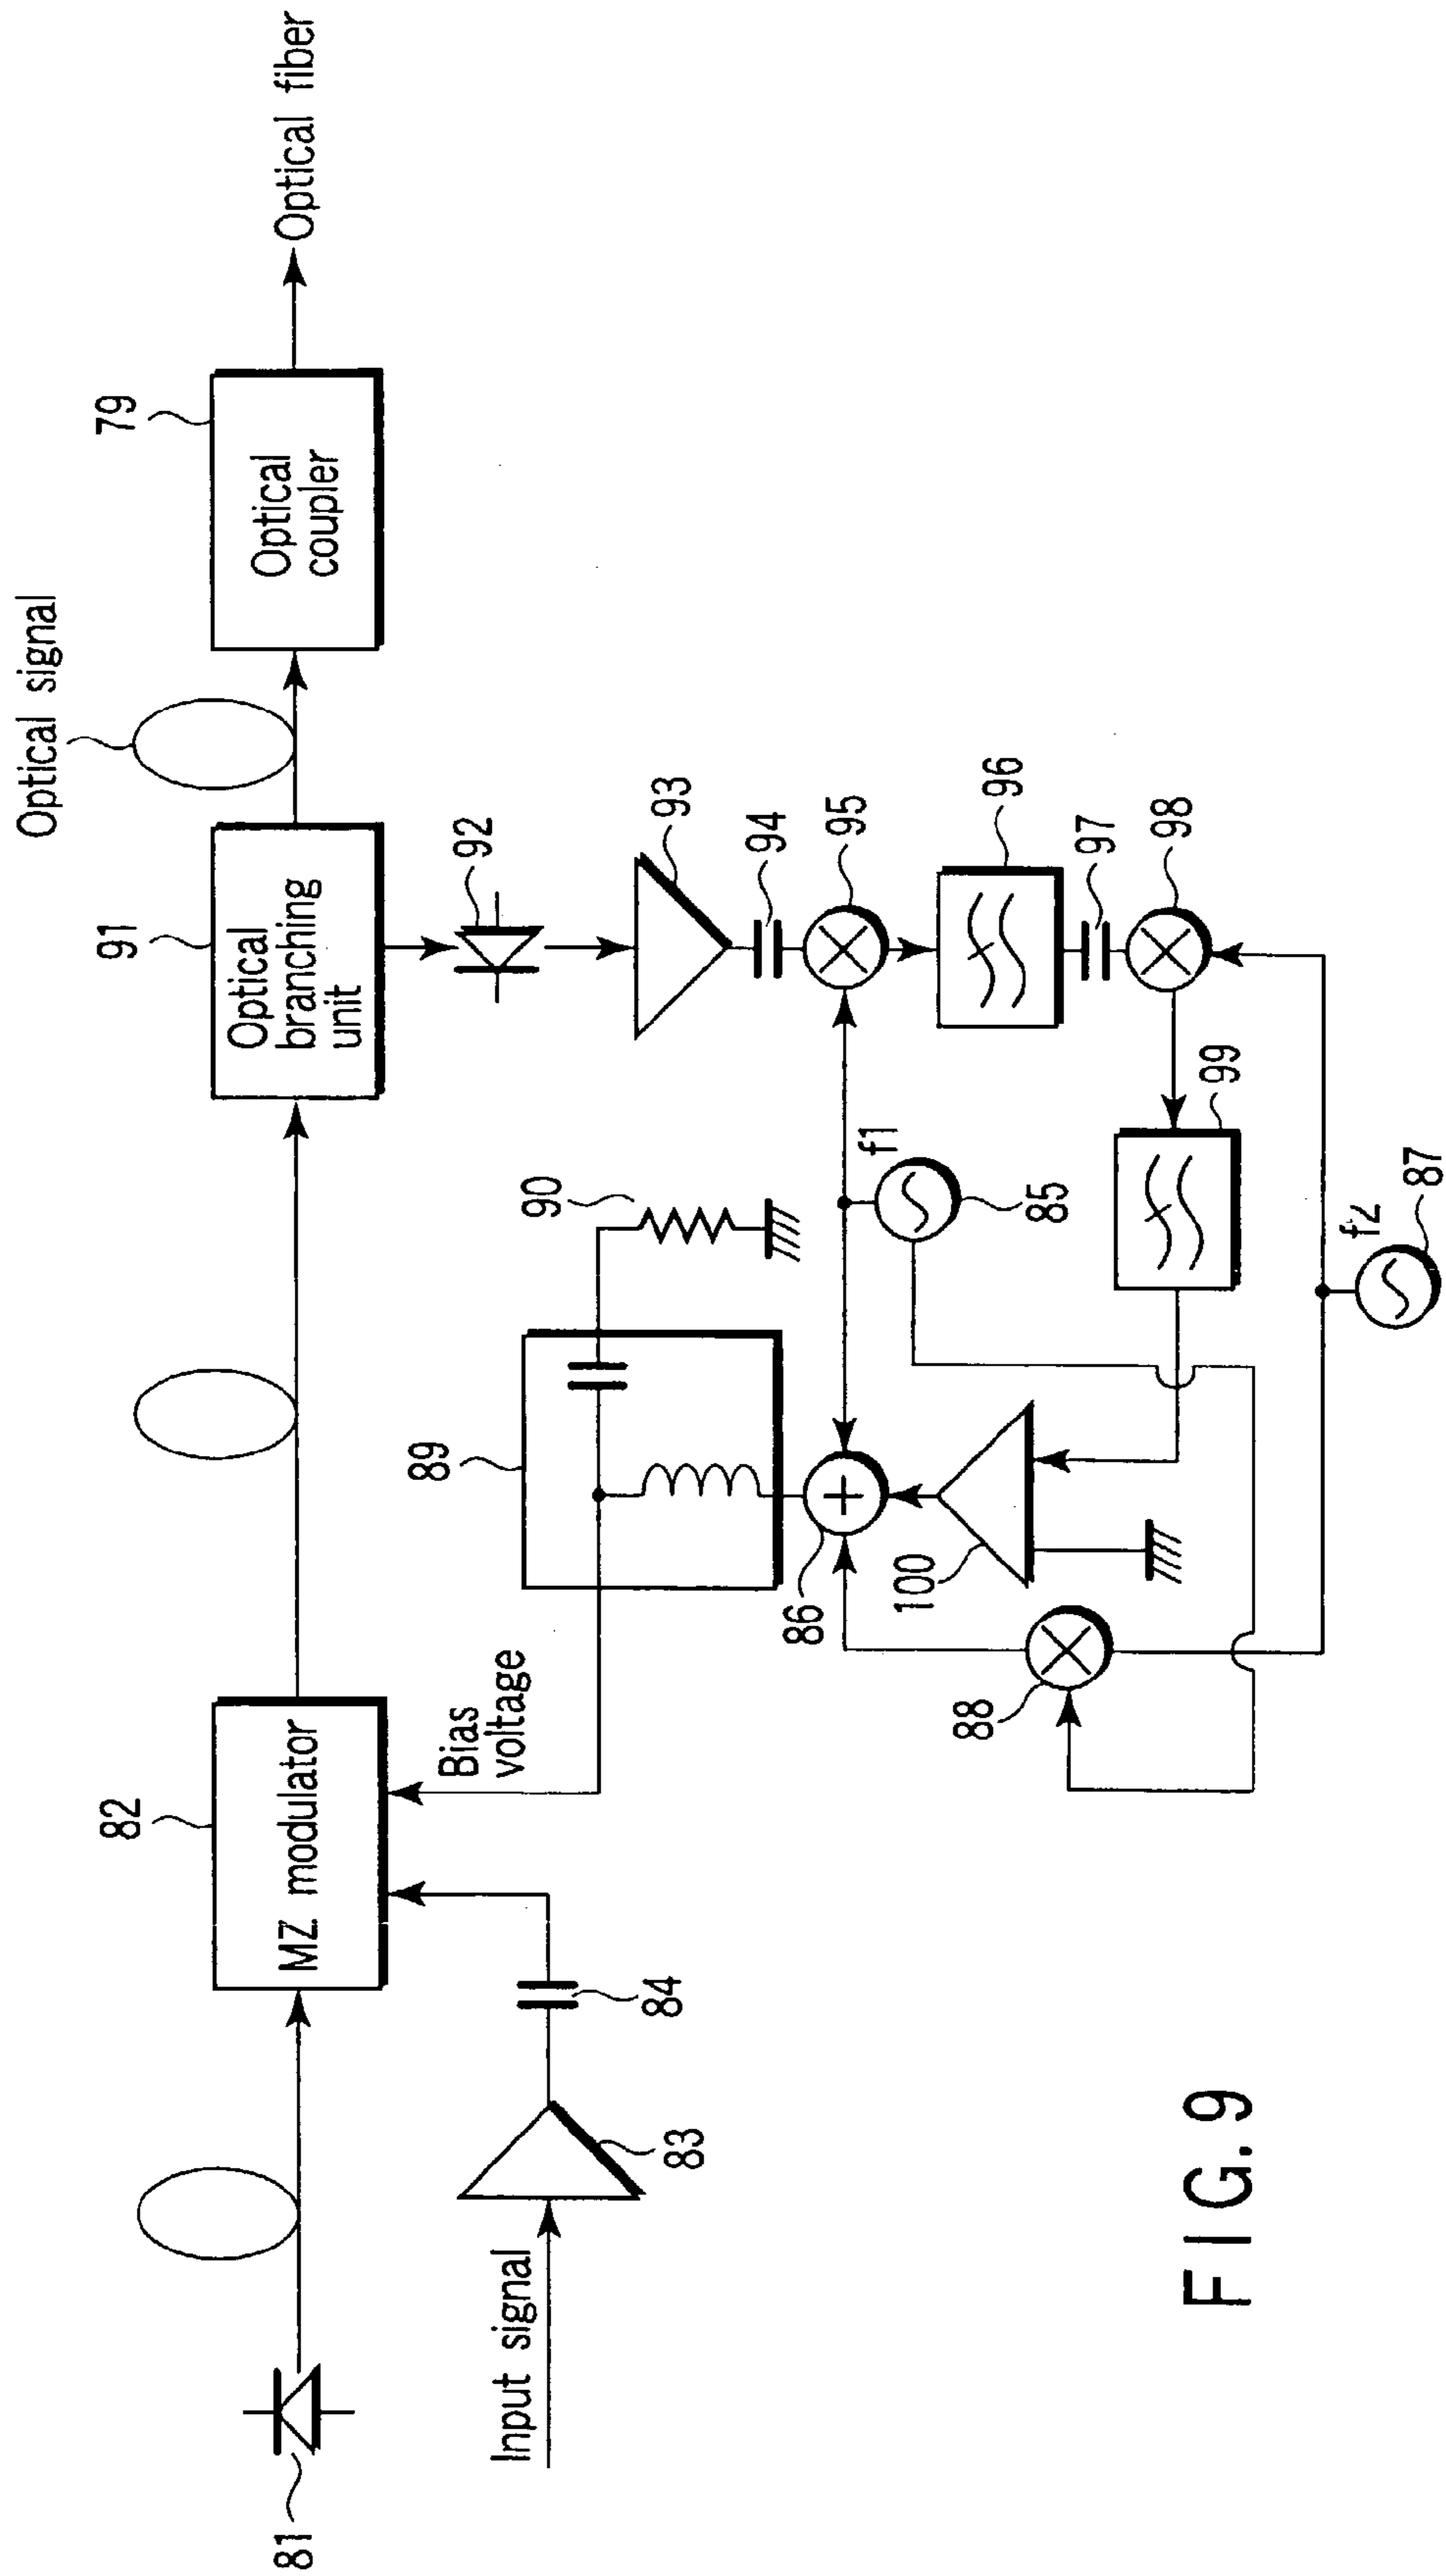 Optical signal
Optical fiber
81
82
MZ modulator
91
Optical
branching
unit
79
Optical
coupler
Input signal
83
84
Bias
voltage
89
90
92
93
94
95
96
97
98
99
f1
85
86
100
88
f2
87
FIG. 9